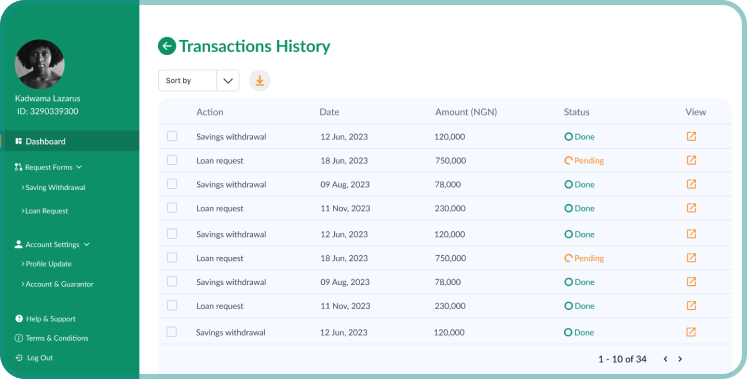 Kadwama Lazarus
ID: 3290339300
Dashboard
Request Forms
Saving Withdrawal
Loan Request
Account Settings
Profile Update
Account & Guarantor
Help & Support
Terms & Conditions
Log Out
Transactions History
Sort by
Action Date Amount (NGN) Status View
Savings withdrawal 12 Jun, 2023 120,000 Done
Loan request 18 Jun, 2023 750,000 Pending
Savings withdrawal 09 Aug, 2023 78,000 Done
Loan request 11 Nov, 2023 230,000 Done
Savings withdrawal 12 Jun, 2023 120,000 Done
Loan request 18 Jun, 2023 750,000 Pending
Savings withdrawal 09 Aug, 2023 78,000 Done
Loan request 11 Nov, 2023 230,000 Done
Savings withdrawal 12 Jun, 2023 120,000 Done
1 - 10 of 34